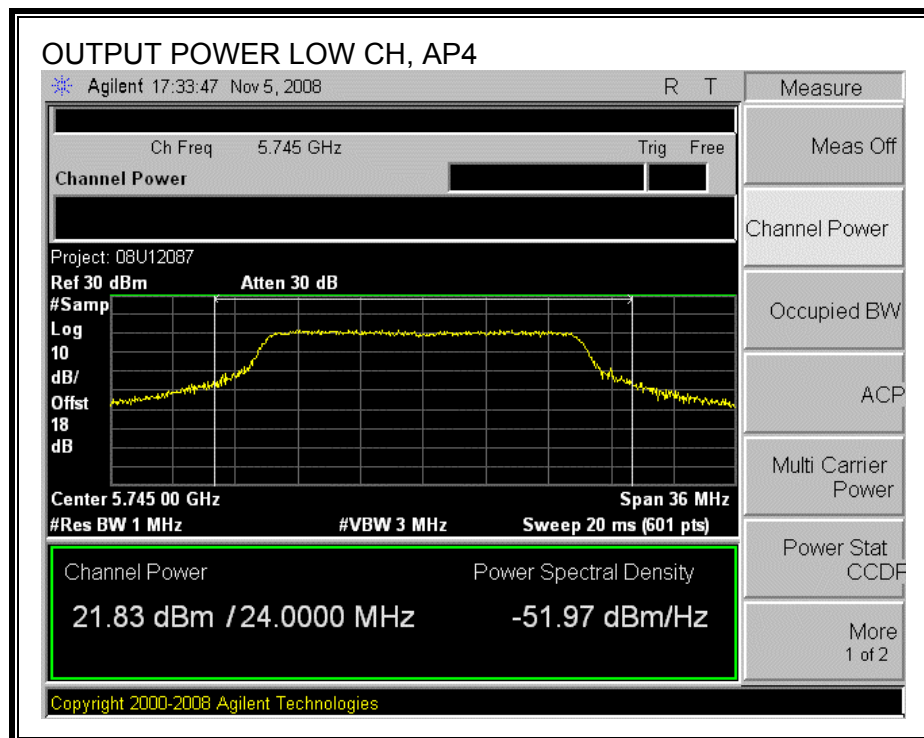 OUTPUT POWER LOW CH, AP4
Agilent 17:33:47 Nov 5, 2008 R T
Measure
Ch Freq 5.745 GHz Trig Free
Meas Off
Channel Power
Channel Power
Project: 08U12087
Ref 30 dBm Atten 30 dB
#Samp
Log
10
dB/
Offst
18
dB
Occupied BW
ACP
Multi Carrier
Power
Center 5.745 00 GHz Span 36 MHz
#Res BW 1 MHz #VBW 3 MHz Sweep 20 ms (601 pts)
Power Stat
CCDF
Channel Power Power Spectral Density
21.83 dBm / 24.0000 MHz -51.97 dBm/Hz
More
1 of 2
Copyright 2000-2008 Agilent Technologies